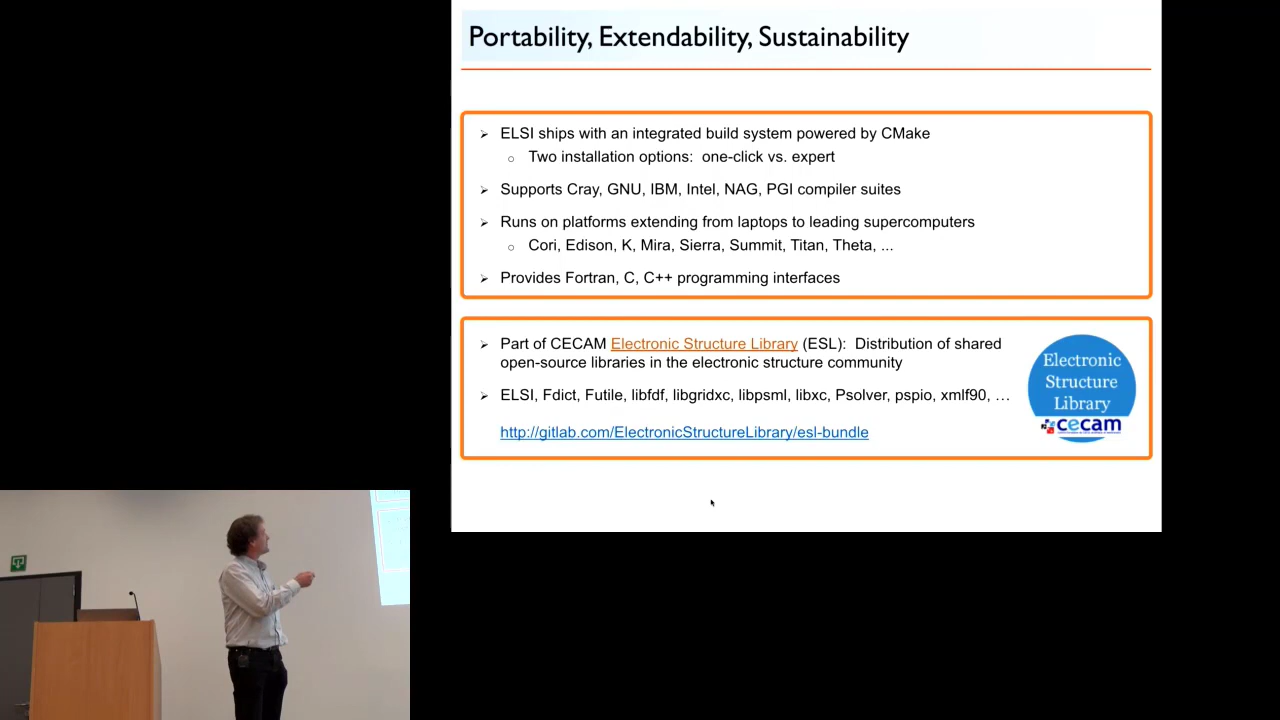 Portability, Extendability, Sustainability
ELSI ships with an integrated build system powered by CMake
Two installation options: one-click vs. expert
Supports Cray, GNU, IBM, Intel, NAG, PGI compiler suites
Runs on platforms extending from laptops to leading supercomputers
Cori, Edison, K, Mira, Sierra, Summit, Titan, Theta, ...
Provides Fortran, C, C++ programming interfaces
Part of CECAM Electronic Structure Library (ESL): Distribution of shared
open-source libraries in the electronic structure community
ELSI, Fdict, Futile, libfdf, libgridxc, libpsml, libxc, Psolver, pspio, xmlf90, …
http://gitlab.com/ElectronicStructureLibrary/esl-bundle
Electronic
Structure
Library
cecam